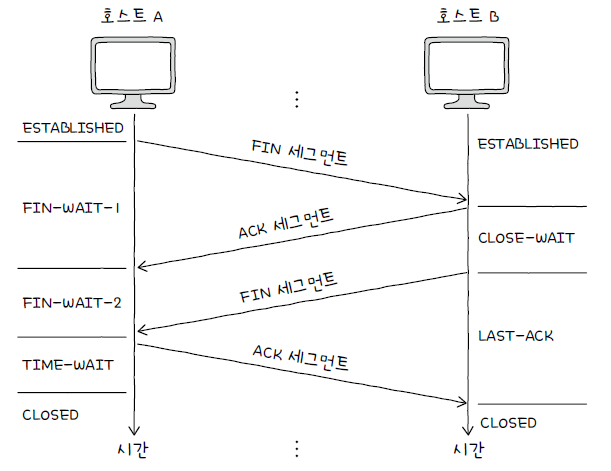 호스트 A
호스트 B
⋮
ESTABLISHED
ESTABLISHED
FIN 세그먼트
FIN-WAIT-1
ACK 세그먼트
CLOSE-WAIT
FIN 세그먼트
FIN-WAIT-2
LAST-ACK
ACK 세그먼트
TIME-WAIT
CLOSED
CLOSED
시간
⋮
시간